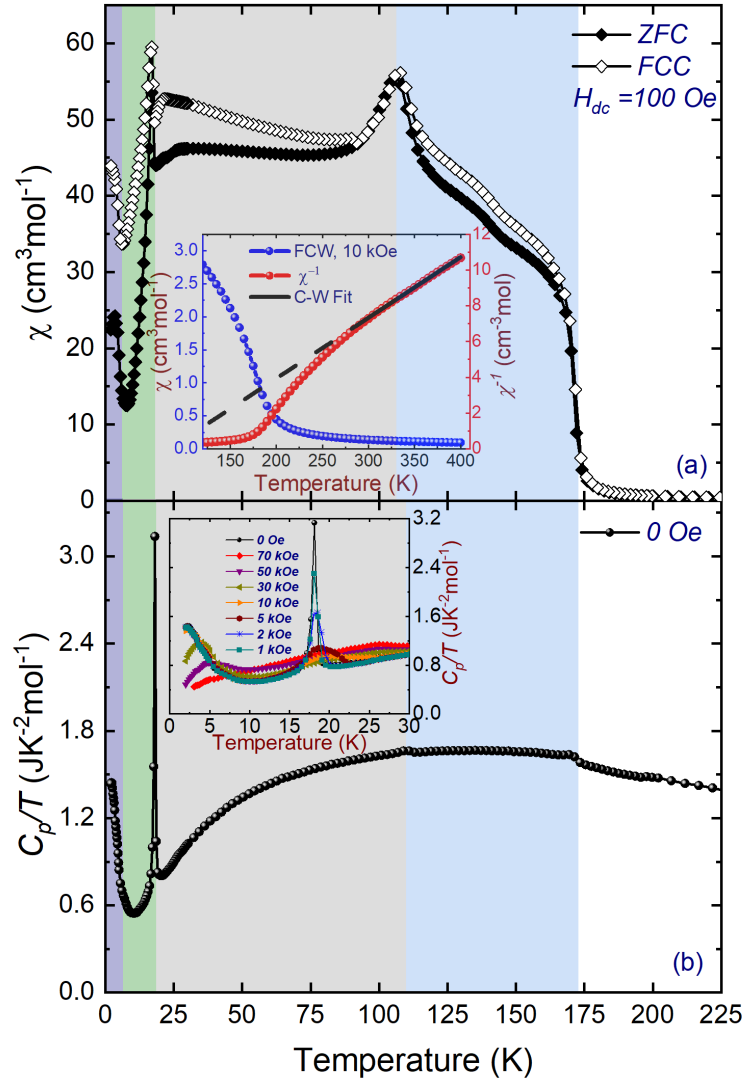 ZFC
FCC
H_dc =100 Oe
χ (cm³mol⁻¹)
60
50
40
30
20
10
0
FCW, 10 kOe
χ⁻¹
C-W Fit
χ (cm³mol⁻¹)
3.0
2.5
2.0
1.5
1.0
0.5
0.0
12
10
8
6
4
2
0
χ⁻¹ (cm⁻³mol)
150 200 250 300 350 400
Temperature (K)
(a)
0 Oe
C_p/T (JK⁻²mol⁻¹)
3.0
2.4
1.8
1.2
0.6
0.0
0 Oe
70 kOe
50 kOe
30 kOe
10 kOe
5 kOe
2 kOe
1 kOe
3.2
2.4
1.6
0.8
0.0
C_p/T (JK⁻²mol⁻¹)
0 5 10 15 20 25 30
Temperature (K)
(b)
0 25 50 75 100 125 150 175 200 225
Temperature (K)